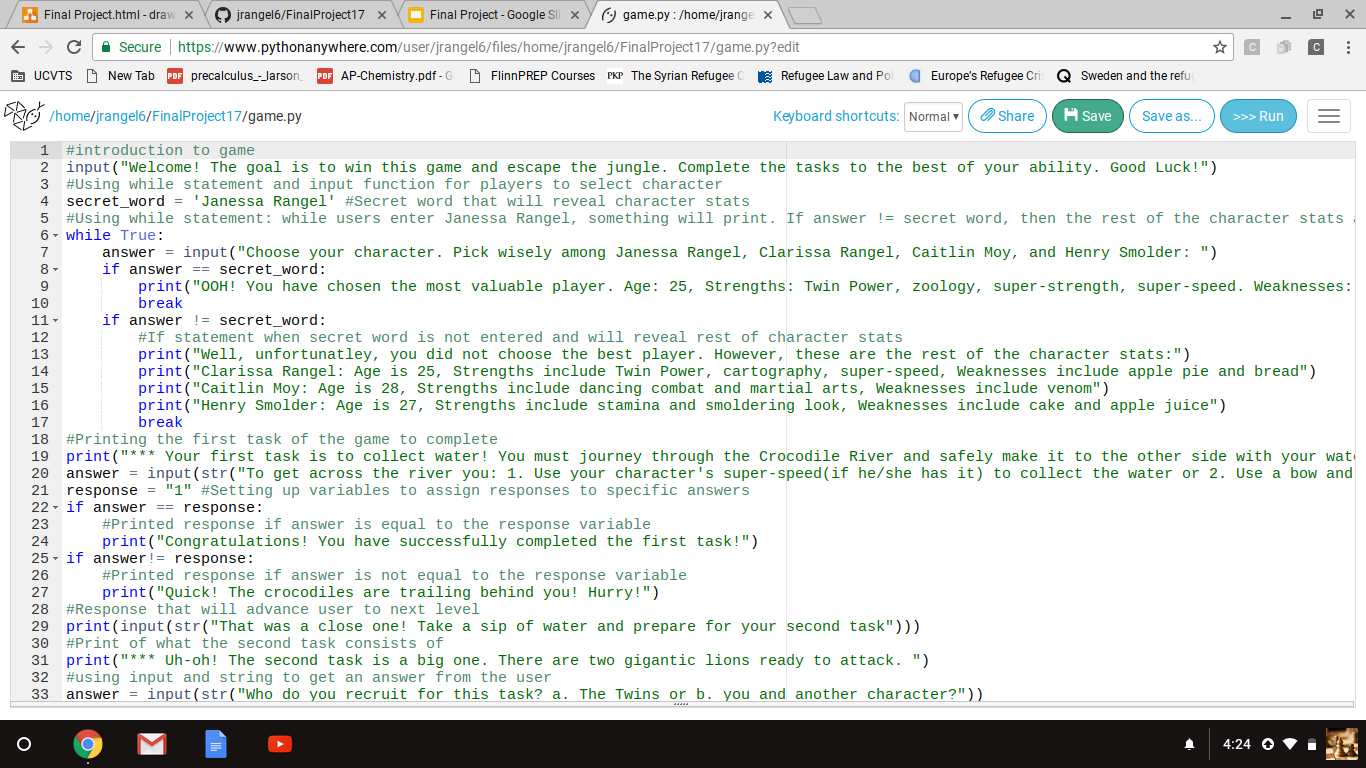 Final Project.html - draw
jrangel6/FinalProject17
Final Project - Google Sli
game.py : /home/jrange
Secure
https://www.pythonanywhere.com/user/jrangel6/files/home/jrangel6/FinalProject17/game.py?edit
UCVTS
New Tab
PDF precalculus_-_larson_
PDF AP-Chemistry.pdf - G
FlinnPREP Courses
PKP The Syrian Refugee C
Refugee Law and Pol
Europe's Refugee Cris
Sweden and the refug
/home/jrangel6/FinalProject17/game.py
Keyboard shortcuts: Normal
Share
Save
Save as...
>>> Run
1 #introduction to game
2 input("Welcome! The goal is to win this game and escape the jungle. Complete the tasks to the best of your ability. Good Luck!")
3 #Using while statement and input function for players to select character
4 secret_word = 'Janessa Rangel' #Secret word that will reveal character stats
5 #Using while statement: while users enter Janessa Rangel, something will print. If answer != secret word, then the rest of the character stats a
6 while True:
7 answer = input("Choose your character. Pick wisely among Janessa Rangel, Clarissa Rangel, Caitlin Moy, and Henry Smolder: ")
8 if answer == secret_word:
9 print("OOH! You have chosen the most valuable player. Age: 25, Strengths: Twin Power, zoology, super-strength, super-speed. Weaknesses:
10 break
11 if answer != secret_word:
12 #If statement when secret word is not entered and will reveal rest of character stats
13 print("Well, unfortunatley, you did not choose the best player. However, these are the rest of the character stats:")
14 print("Clarissa Rangel: Age is 25, Strengths include Twin Power, cartography, super-speed, Weaknesses include apple pie and bread")
15 print("Caitlin Moy: Age is 28, Strengths include dancing combat and martial arts, Weaknesses include venom")
16 print("Henry Smolder: Age is 27, Strengths include stamina and smoldering look, Weaknesses include cake and apple juice")
17 break
18 #Printing the first task of the game to complete
19 print("*** Your first task is to collect water! You must journey through the Crocodile River and safely make it to the other side with your wate
20 answer = input(str("To get across the river you: 1. Use your character's super-speed(if he/she has it) to collect the water or 2. Use a bow and
21 response = "1" #Setting up variables to assign responses to specific answers
22 if answer == response:
23 #Printed response if answer is equal to the response variable
24 print("Congratulations! You have successfully completed the first task!")
25 if answer!= response:
26 #Printed response if answer is not equal to the response variable
27 print("Quick! The crocodiles are trailing behind you! Hurry!")
28 #Response that will advance user to next level
29 print(input(str("That was a close one! Take a sip of water and prepare for your second task")))
30 #Print of what the second task consists of
31 print("*** Uh-oh! The second task is a big one. There are two gigantic lions ready to attack. ")
32 #using input and string to get an answer from the user
33 answer = input(str("Who do you recruit for this task? a. The Twins or b. you and another character?"))
4:24